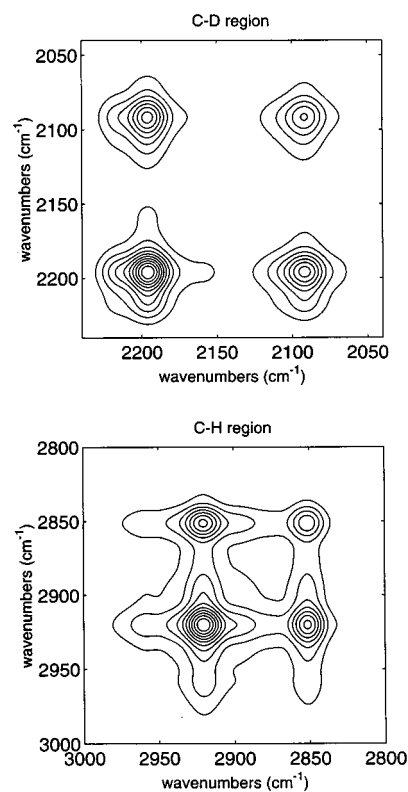 C-D region
2050
2100
2150
2200
wavenumbers (cm-1)
2200 2150 2100 2050
wavenumbers (cm-1)
C-H region
2800
2850
2900
2950
3000
wavenumbers (cm-1)
3000 2950 2900 2850 2800
wavenumbers (cm-1)